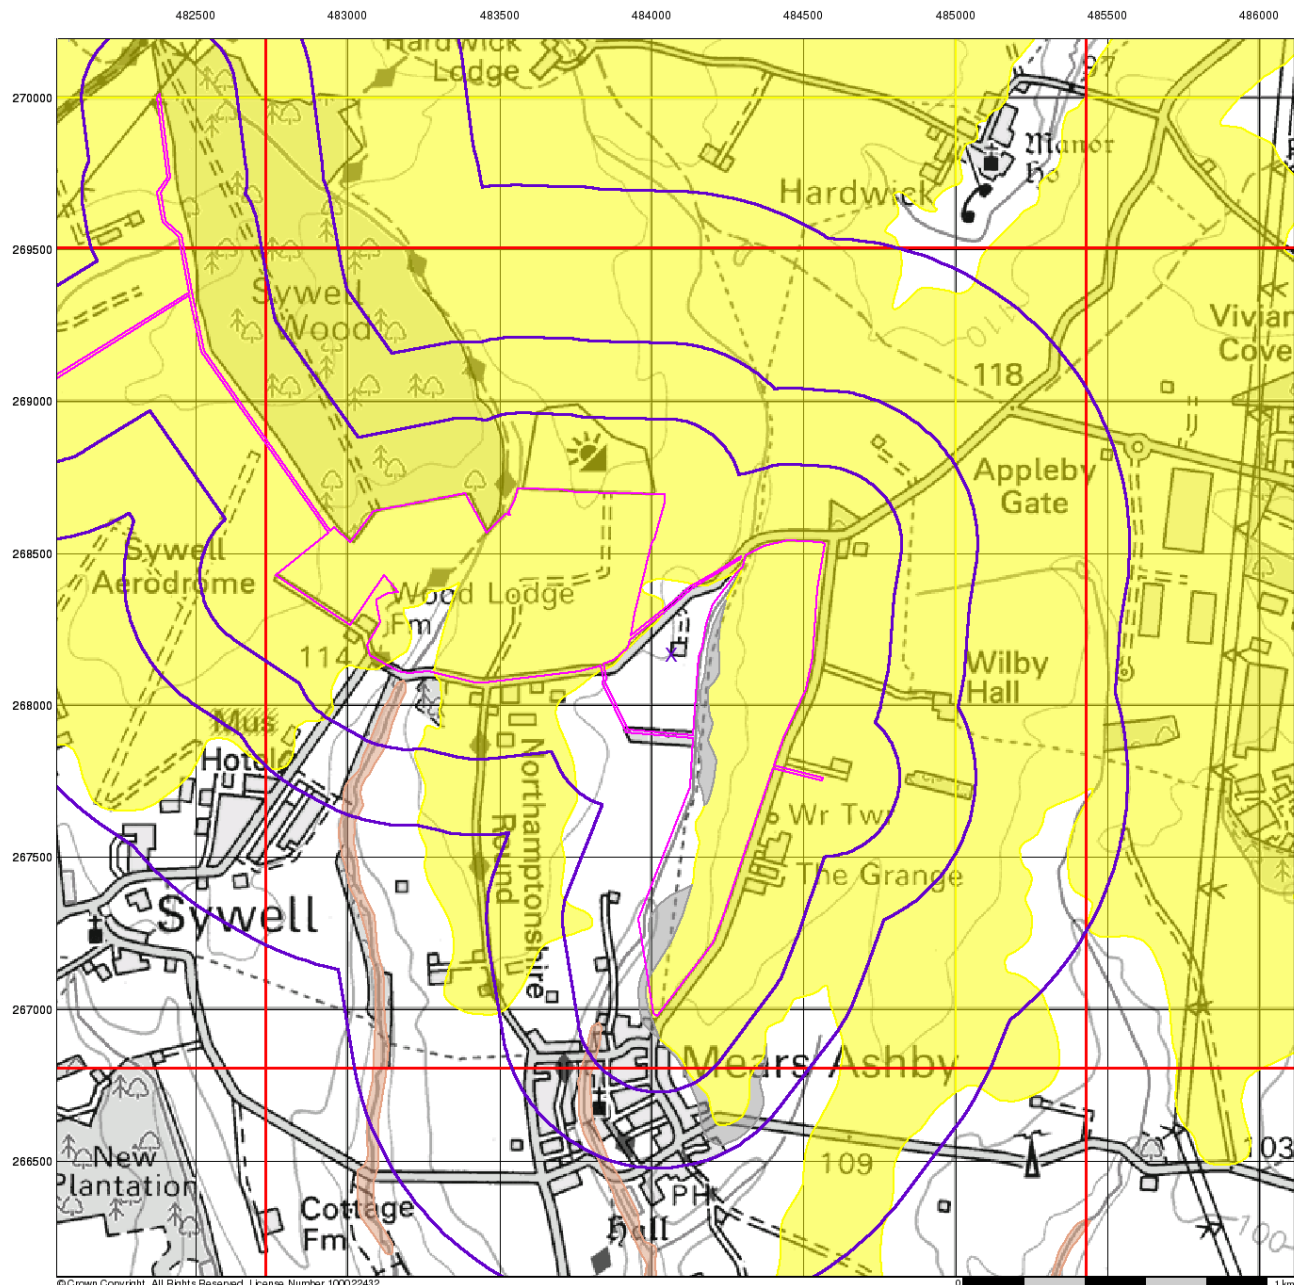 482500 483000 483500 484000 484500 485000 485500 486000
Hardwick
Lodge
97
270000
Manor
Ho
Hardwick
269500
Sywell
Wood
Vivian
Cove
118
269000
Appleby
Gate
268500
Sywell
Aerodrome
Wood Lodge
Fm
114
X
Wilby
Hall
268000
Mus
Hotel
Northamptonshire
Round
Wr Twr
267500
The Grange
Sywell
267000
Mears Ashby
103
266500
109
New
Plantation
PH
Cottage
Fm
Hall
100
©Crown Copyright. All Rights Reserved. License Number 100022432
0 1 km